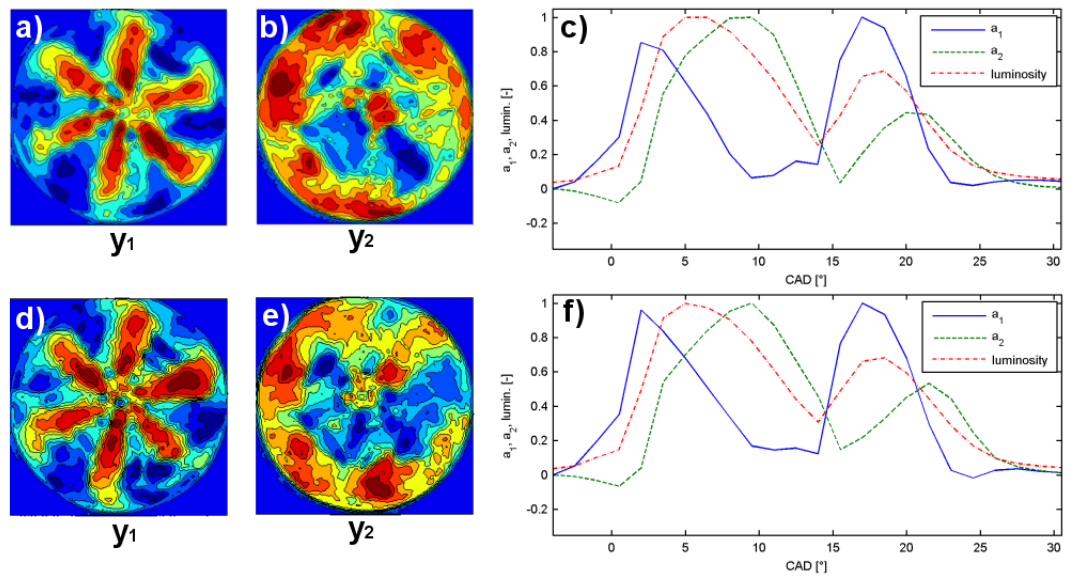 a)
y1
b)
y2
c)
a1, a2, lumin. [-]
1
0.8
0.6
0.4
0.2
0
-0.2
0 5 10 15 20 25 30
CAD [°]
a1
a2
luminosity
d)
y1
e)
y2
f)
a1, a2, lumin. [-]
1
0.8
0.6
0.4
0.2
0
-0.2
0 5 10 15 20 25 30
CAD [°]
a1
a2
luminosity